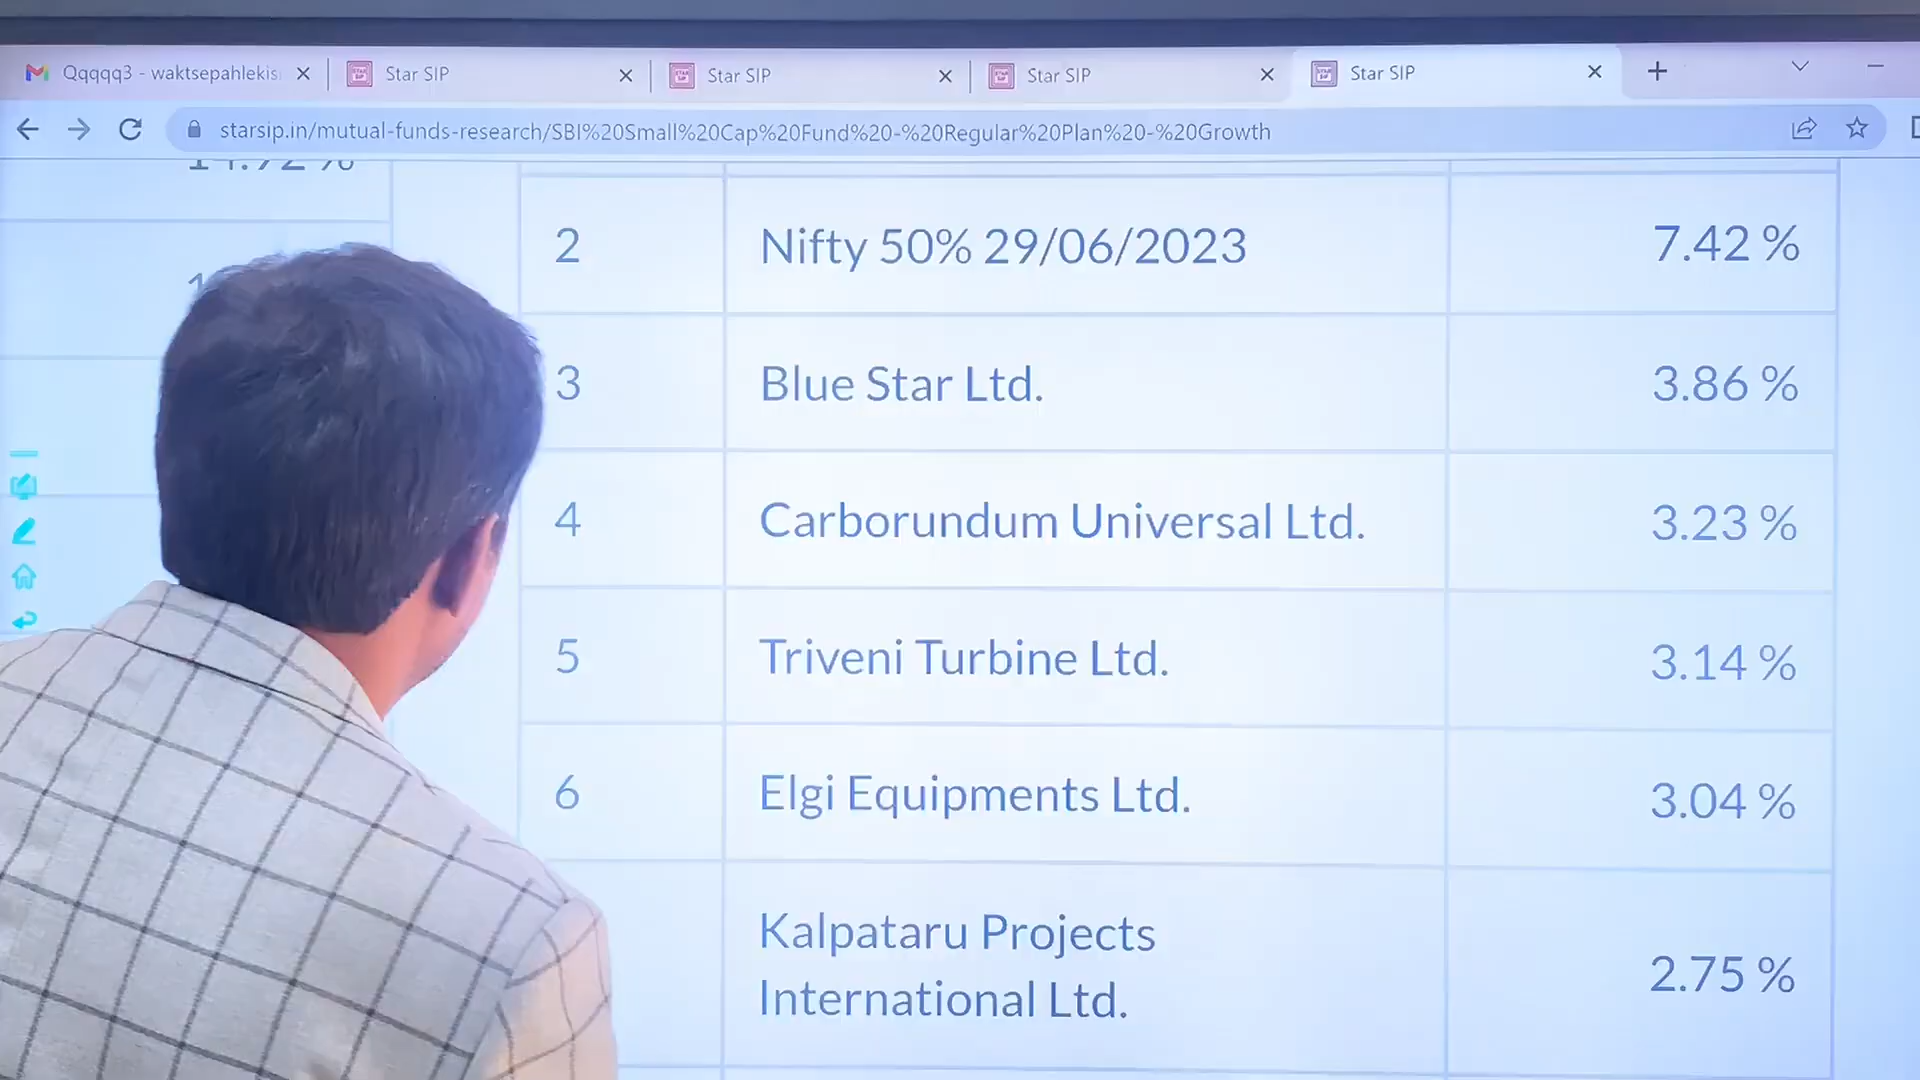 Qqqqq3 - waktsepahlekis
Star SIP
Star SIP
Star SIP
Star SIP
starsip.in/mutual-funds-research/SBI%20Small%20Cap%20Fund%20-%20Regular%20Plan%20-%20Growth
2 Nifty 50% 29/06/2023 7.42 %
3 Blue Star Ltd. 3.86 %
4 Carborundum Universal Ltd. 3.23 %
5 Triveni Turbine Ltd. 3.14 %
6 Elgi Equipments Ltd. 3.04 %
Kalpataru Projects
International Ltd.
2.75 %